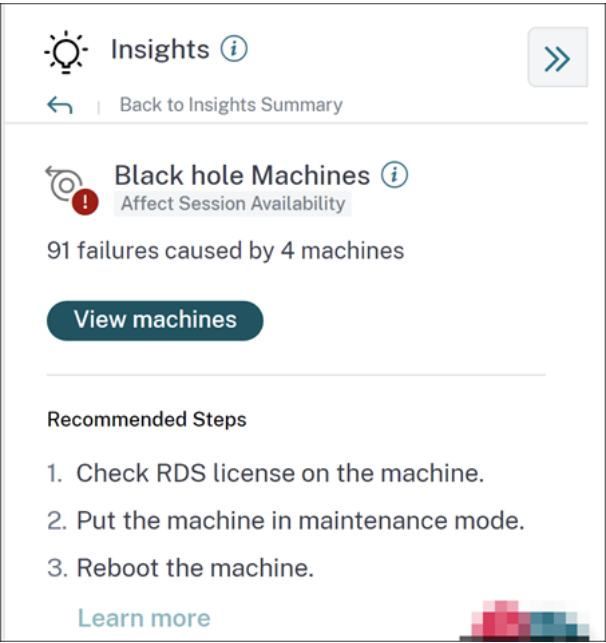 Insights
Back to Insights Summary
Black hole Machines
Affect Session Availability
91 failures caused by 4 machines
View machines
Recommended Steps
1. Check RDS license on the machine.
2. Put the machine in maintenance mode.
3. Reboot the machine.
Learn more